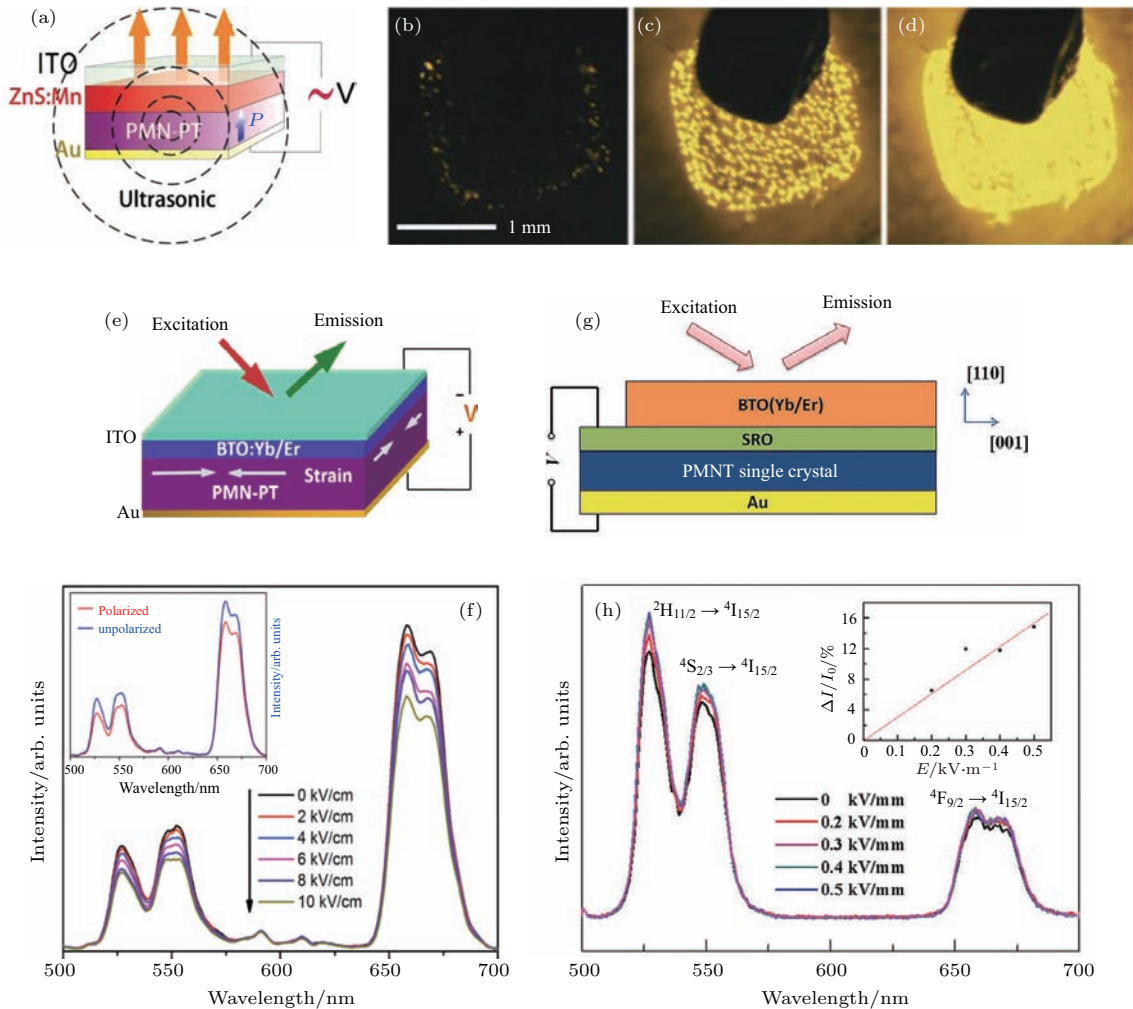 (a)
ITO
ZnS:Mn
PMN-PT
P
Au
Ultrasonic
~V
(b)
1 mm
(c)
(d)
(e)
Excitation
Emission
ITO
BTO:Yb/Er
Strain
PMN-PT
Au
−
V
+
(g)
Excitation
Emission
BTO(Yb/Er)
SRO
PMNT single crystal
Au
V
[110]
[001]
(f)
Polarized
unpolarized
Intensity/arb. units
500 550 600 650 700
Wavelength/nm
0 kV/cm
2 kV/cm
4 kV/cm
6 kV/cm
8 kV/cm
10 kV/cm
Intensity/arb. units
500 550 600 650 700
Wavelength/nm
(h)
²H₁₁/₂ → ⁴I₁₅/₂
⁴S₂/₃ → ⁴I₁₅/₂
⁴F₉/₂ → ⁴I₁₅/₂
16
12
8
4
0
ΔI/I₀/%
0 0.1 0.2 0.3 0.4 0.5
E/kV·m⁻¹
0 kV/mm
0.2 kV/mm
0.3 kV/mm
0.4 kV/mm
0.5 kV/mm
Intensity/arb. units
500 550 600 650 700
Wavelength/nm